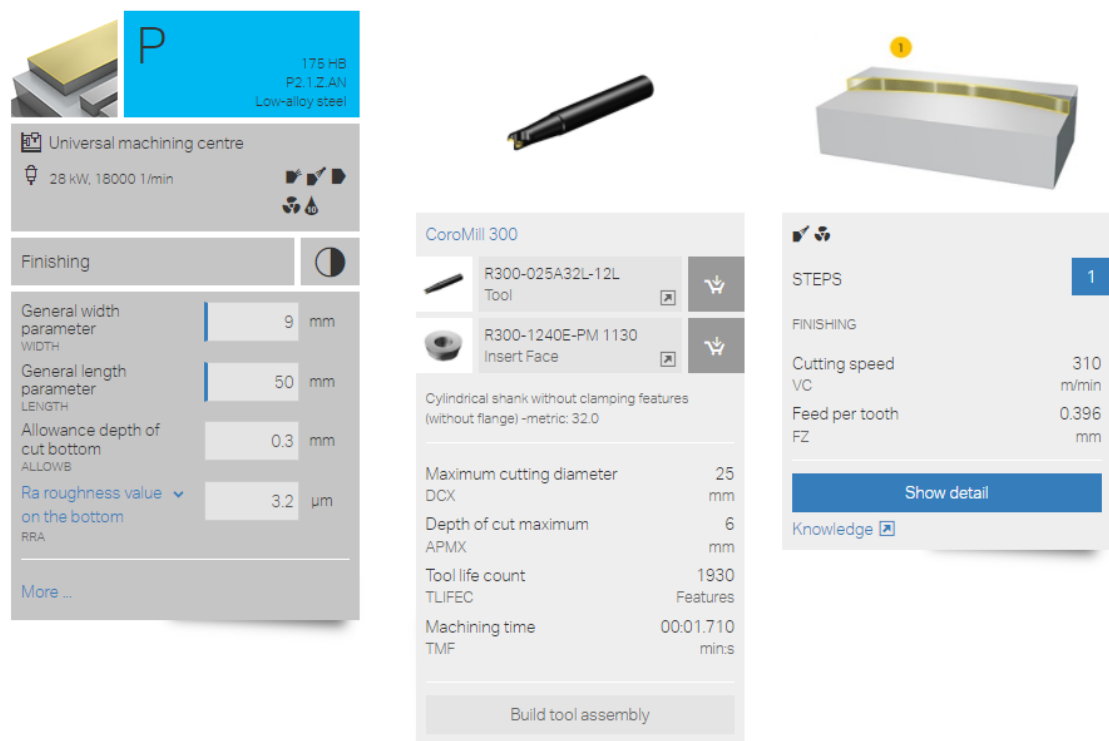 P
175 HB
P2.1.Z.AN
Low-alloy steel
Universal machining centre
28 kW, 18000 1/min
10
Finishing
General width
parameter
WIDTH
9 mm
General length
parameter
LENGTH
50 mm
Allowance depth of
cut bottom
ALLOWB
0.3 mm
Ra roughness value
on the bottom
RRA
3.2 µm
More ...
CoroMill 300
R300-025A32L-12L
Tool
R300-1240E-PM 1130
Insert Face
Cylindrical shank without clamping features
(without flange) -metric: 32.0
Maximum cutting diameter 25
DCX mm
Depth of cut maximum 6
APMX mm
Tool life count 1930
TLIFEC Features
Machining time 00:01.710
TMF min:s
Build tool assembly
1
STEPS 1
FINISHING
Cutting speed 310
VC m/min
Feed per tooth 0.396
FZ mm
Show detail
Knowledge